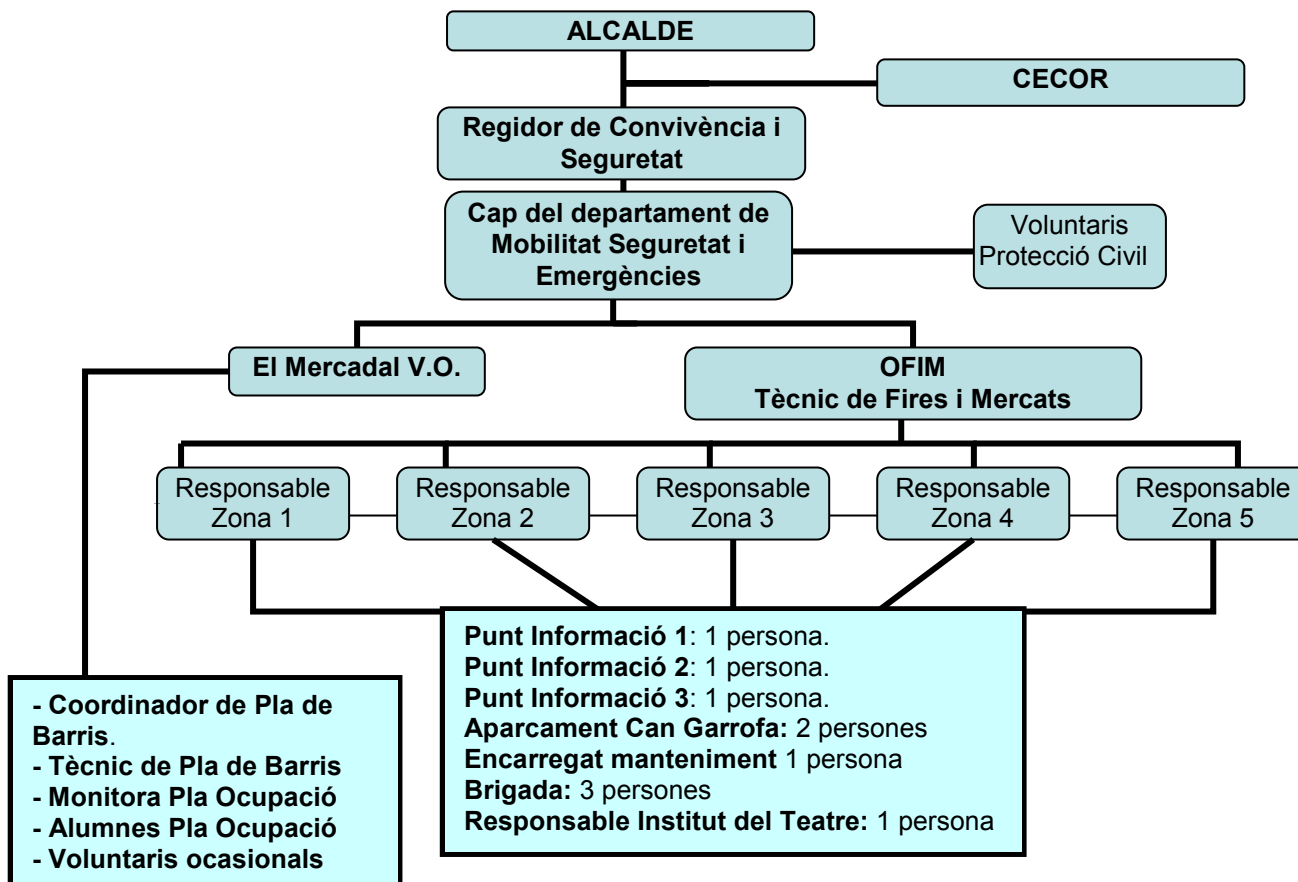 ALCALDE
CECOR
Regidor de Convivència i
Seguretat
Cap del departament de
Mobilitat Seguretat i
Emergències
Voluntaris
Protecció Civil
El Mercadal V.O.
OFIM
Tècnic de Fires i Mercats
Responsable
Zona 1
Responsable
Zona 2
Responsable
Zona 3
Responsable
Zona 4
Responsable
Zona 5
Punt Informació 1: 1 persona.
Punt Informació 2: 1 persona.
Punt Informació 3: 1 persona.
Aparcament Can Garrofa: 2 persones
Encarregat manteniment 1 persona
Brigada: 3 persones
Responsable Institut del Teatre: 1 persona
- Coordinador de Pla de
Barris.
- Tècnic de Pla de Barris
- Monitora Pla Ocupació
- Alumnes Pla Ocupació
- Voluntaris ocasionals